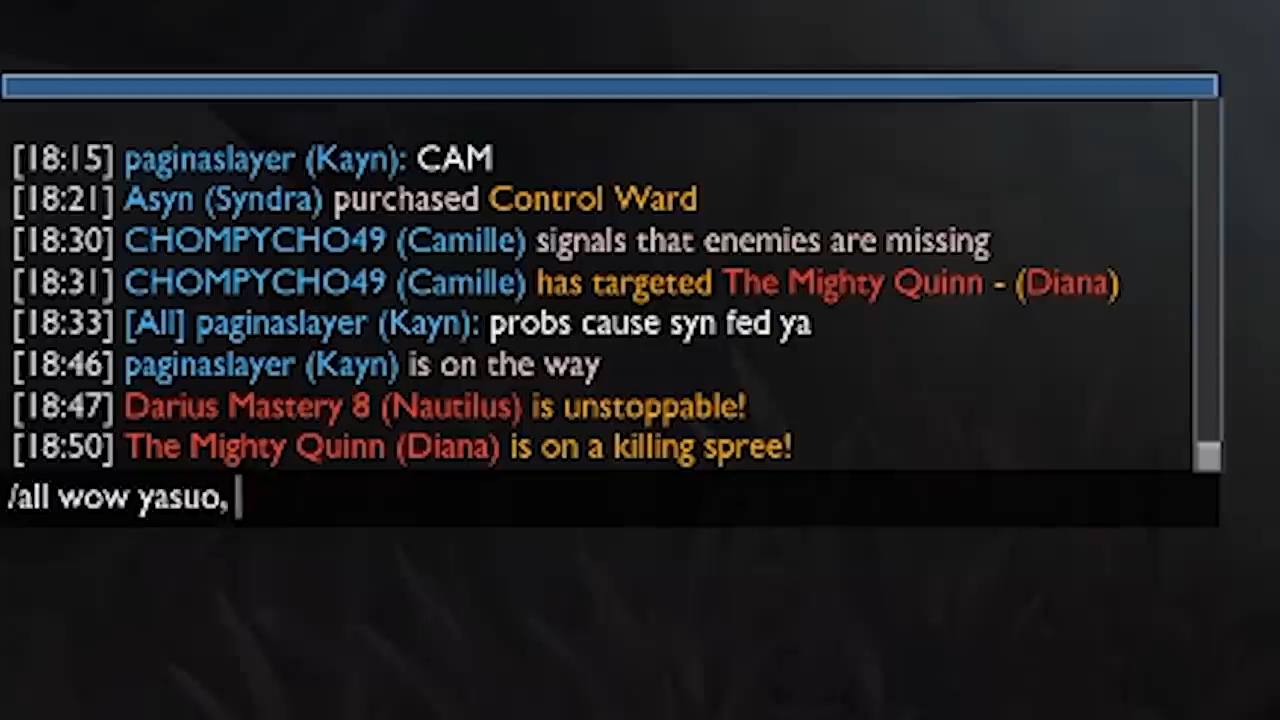 [18:15] paginaslayer (Kayn): CAM
[18:21] Asyn (Syndra) purchased Control Ward
[18:30] CHOMPYCHO49 (Camille) signals that enemies are missing
[18:31] CHOMPYCHO49 (Camille) has targeted The Mighty Quinn - (Diana)
[18:33] [All] paginaslayer (Kayn): probs cause syn fed ya
[18:46] paginaslayer (Kayn) is on the way
[18:47] Darius Mastery 8 (Nautilus) is unstoppable!
[18:50] The Mighty Quinn (Diana) is on a killing spree!
/all wow yasuo,